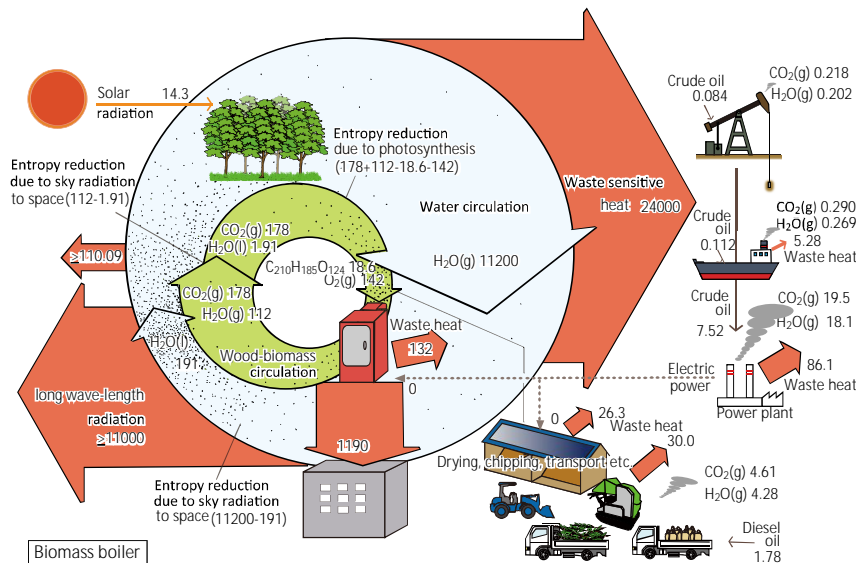 Solar
radiation
14.3
Entropy reduction
due to photosynthesis
(178+112-18.6-142)
Entropy reduction
due to sky radiation
to space(112-1.91)
Water circulation
Waste sensitive
heat 24000
Crude oil
0.084
CO2(g) 0.218
H2O(g) 0.202
CO2(g) 0.290
H2O(g) 0.269
Crude
oil
0.112
5.28
Waste heat
≥110.09
CO2(g) 178
H2O(l) 1.91
C210H185O124 18.6
O2(g) 142
H2O(g) 11200
CO2(g) 178
H2O(g) 112
H2O(l)
191
Wood-biomass
circulation
Waste heat
132
0
Crude
oil
7.52
CO2(g) 19.5
H2O(g) 18.1
Electric
power
86.1
Waste heat
Power plant
long wave-length
radiation
≥11000
1190
0
26.3
Waste heat
30.0
Drying, chipping, transport etc.
CO2(g) 4.61
H2O(g) 4.28
Entropy reduction
due to sky radiation
to space (11200-191)
Diesel
oil
1.78
Biomass boiler